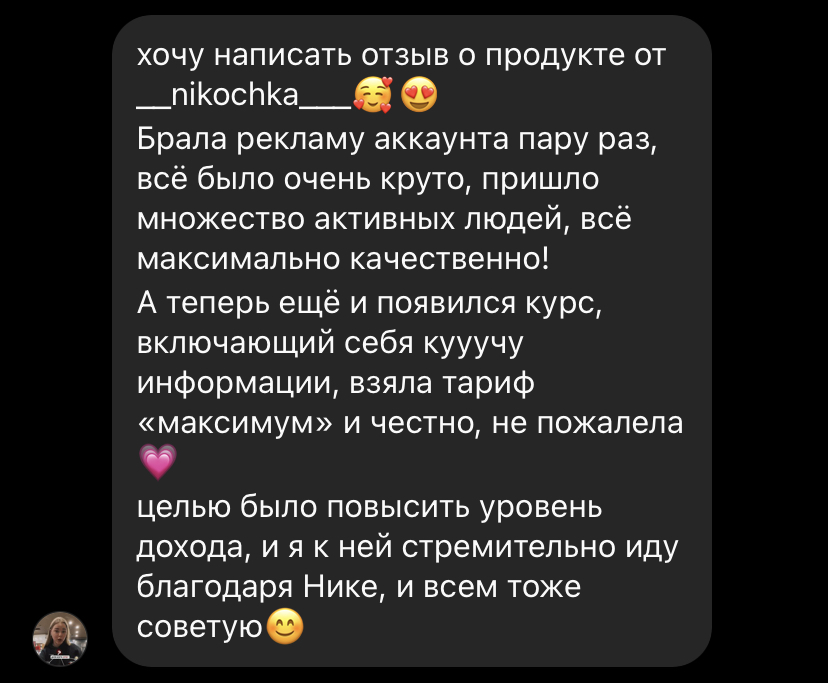 хочу написать отзыв о продукте от
__nikochka___🥰😍
Брала рекламу аккаунта пару раз,
всё было очень круто, пришло
множество активных людей, всё
максимально качественно!
А теперь ещё и появился курс,
включающий себя кууучу
информации, взяла тариф
«максимум» и честно, не пожалела
💗
целью было повысить уровень
дохода, и я к ней стремительно иду
благодаря Нике, и всем тоже
советую😊